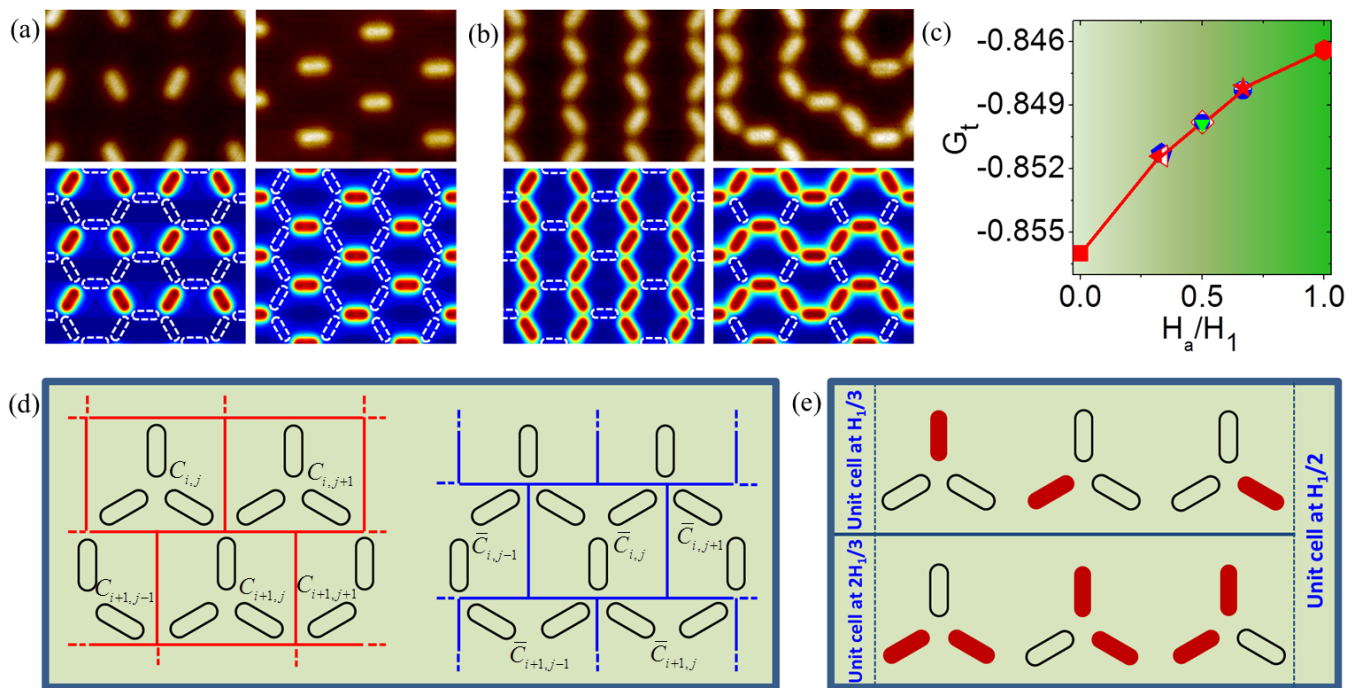 (a)
(b)
(c)
-0.846
-0.849
-0.852
-0.855
G_t
0.0
0.5
1.0
H_a/H_1
(d)
C_{i,j}
C_{i,j+1}
C_{i+1,j-1}
C_{i+1,j}
C_{i+1,j+1}
C̅_{i,j-1}
C̅_{i,j}
C̅_{i,j+1}
C̅_{i+1,j-1}
C̅_{i+1,j}
(e)
Unit cell at H_1/3
Unit cell at 2H_1/3
Unit cell at H_1/2